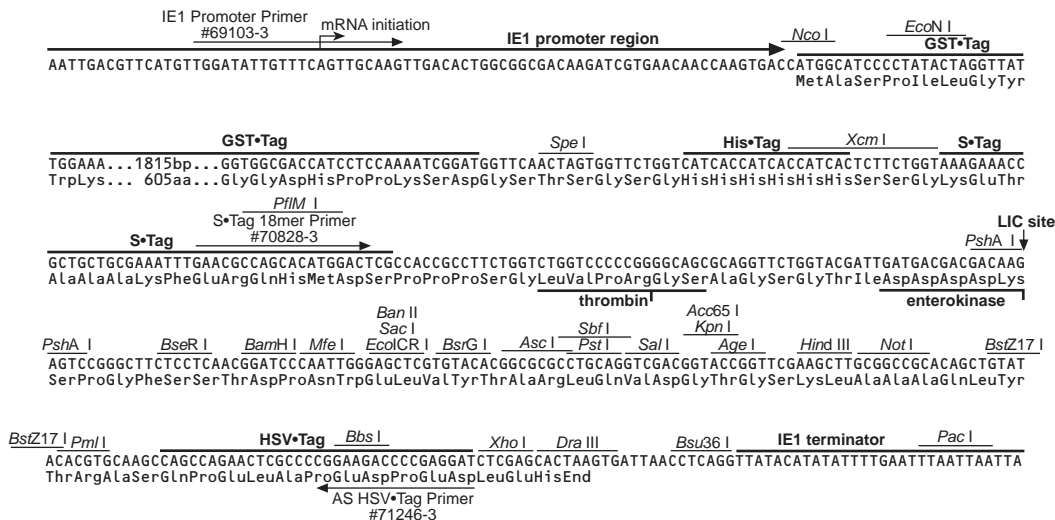 IE1 Promoter Primer
#69103-3
mRNA initiation
IE1 promoter region
Nco I
EcoN I
GST•Tag
AATTGACGTTCATGTTGGATATTGTTTCAGTTGCAAGTTGACACTGGCGGCGACAAGATCGTGAACAACCAAGTGACCATGGCATCCCCTATACTAGGTTAT
MetAlaSerProIleLeuGlyTyr
GST•Tag
Spe I
His•Tag
Xcm I
S•Tag
TGGAAA...1815bp...GGTGGCGACCATCCTCCAAAATCGGATGGTTCAACTAGTGGTTCTGGTCATCACCATCACCATCACTCTTCTGGTAAAGAAACC
TrpLys... 605aa...GlyGlyAspHisProProLysSerAspGlySerThrSerGlySerGlyHisHisHisHisHisHisSerSerGlyLysGluThr
PflM I
S•Tag 18mer Primer
#70828-3
S•Tag
LIC site
PshA I
GCTGCTGCGAAATTTGAACGCCAGCACATGGACTCGCCACCGCCTTCTGGTCTGGTCCCCCGGGGCAGCGCAGGTTCTGGTACGATTGATGACGACGACAAG
AlaAlaAlaLysPheGluArgGlnHisMetAspSerProProProSerGlyLeuValProArgGlySerAlaGlySerGlyThrIleAspAspAspAspLys
thrombin
enterokinase
Ban II
Acc65 I
Sac I
Sbf I
Kpn I
PshA I
BseR I
BamH I
Mfe I
EcoICR I
BsrG I
Asc I
Pst I
Sal I
Age I
Hind III
Not I
BstZ17 I
AGTCCGGGCTTCTCCTCAACGGATCCCAATTGGGAGCTCGTGTACACGGCGCGCCTGCAGGTCGACGGTACCGGTTCGAAGCTTGCGGCCGCACAGCTGTAT
SerProGlyPheSerSerThrAspProAsnTrpGluLeuValTyrThrAlaArgLeuGlnValAspGlyThrGlySerLysLeuAlaAlaAlaGlnLeuTyr
BstZ17 I
Pml I
HSV•Tag
Bbs I
Xho I
Dra III
Bsu36 I
IE1 terminator
Pac I
ACACGTGCAAGCCAGCCAGAACTCGCCCCGGAAGACCCCGAGGATCTCGAGCACTAAGTGATTAACCTCAGGTTATACATATATTTTGAATTTAATTAATTA
ThrArgAlaSerGlnProGluLeuAlaProGluAspProGluAspLeuGluHisEnd
AS HSV•Tag Primer
#71246-3